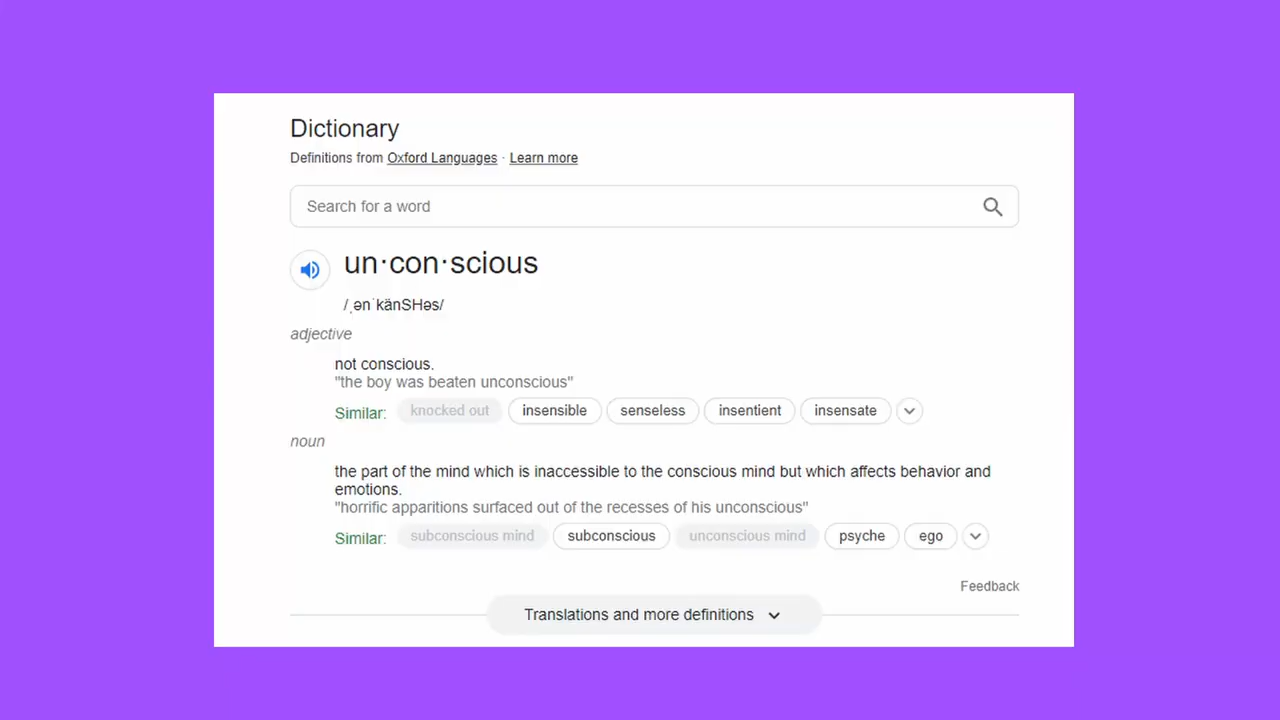 Dictionary
Definitions from Oxford Languages · Learn more
Search for a word
un·con·scious
/ˌənˈkänSHəs/
adjective
not conscious.
"the boy was beaten unconscious"
Similar: knocked out insensible senseless insentient insensate
noun
the part of the mind which is inaccessible to the conscious mind but which affects behavior and
emotions.
"horrific apparitions surfaced out of the recesses of his unconscious"
Similar: subconscious mind subconscious unconscious mind psyche ego
Feedback
Translations and more definitions